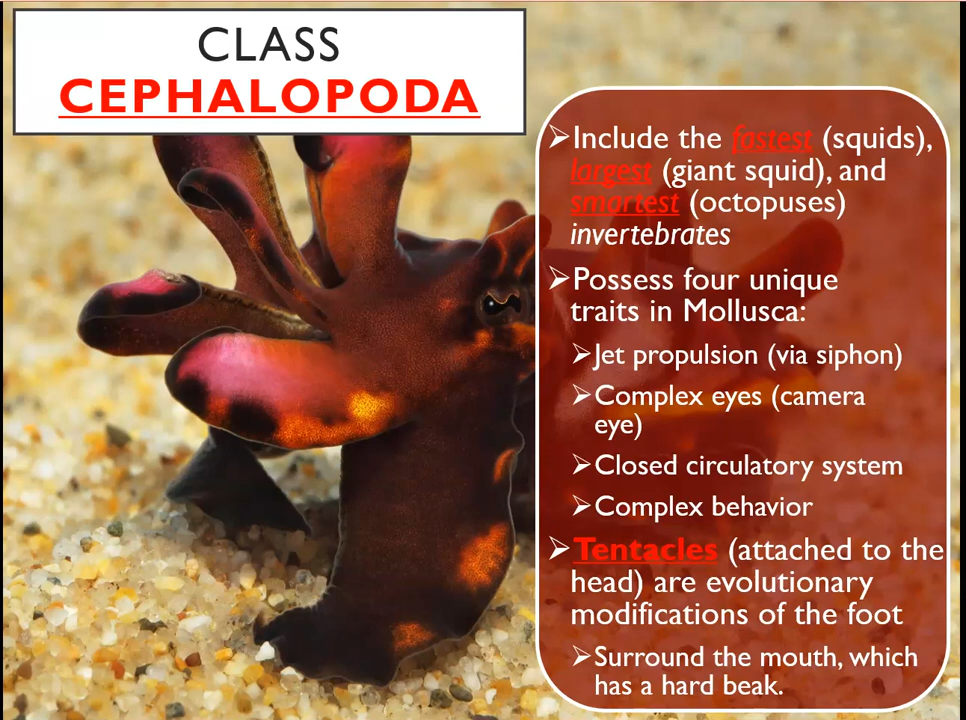 CLASS
CEPHALOPODA
➢Include the fastest (squids),
largest (giant squid), and
smartest (octopuses)
invertebrates
➢Possess four unique
traits in Mollusca:
➢Jet propulsion (via siphon)
➢Complex eyes (camera
eye)
➢Closed circulatory system
➢Complex behavior
➢Tentacles (attached to the
head) are evolutionary
modifications of the foot
➢Surround the mouth, which
has a hard beak.